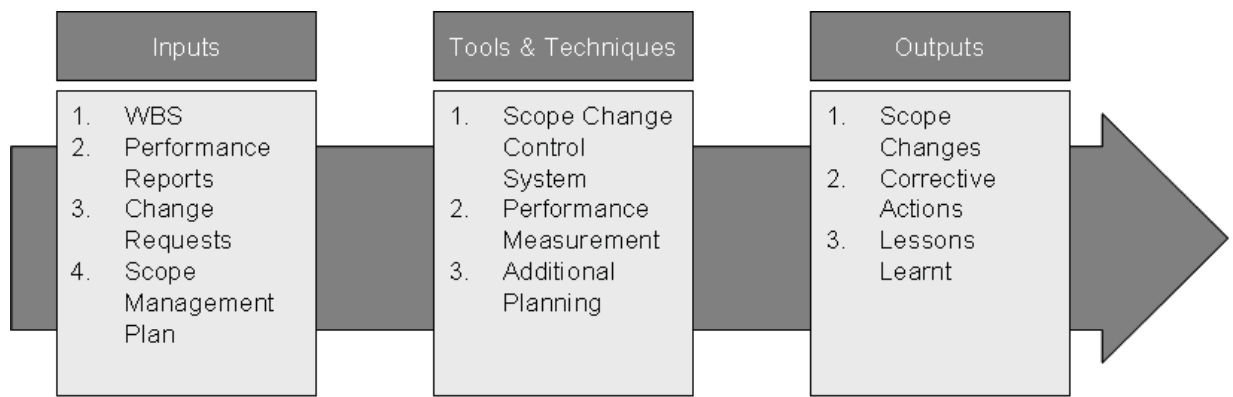 Inputs
1. WBS
2. Performance
Reports
3. Change
Requests
4. Scope
Management
Plan
Tools & Techniques
1. Scope Change
Control
System
2. Performance
Measurement
3. Additional
Planning
Outputs
1. Scope
Changes
2. Corrective
Actions
3. Lessons
Learnt